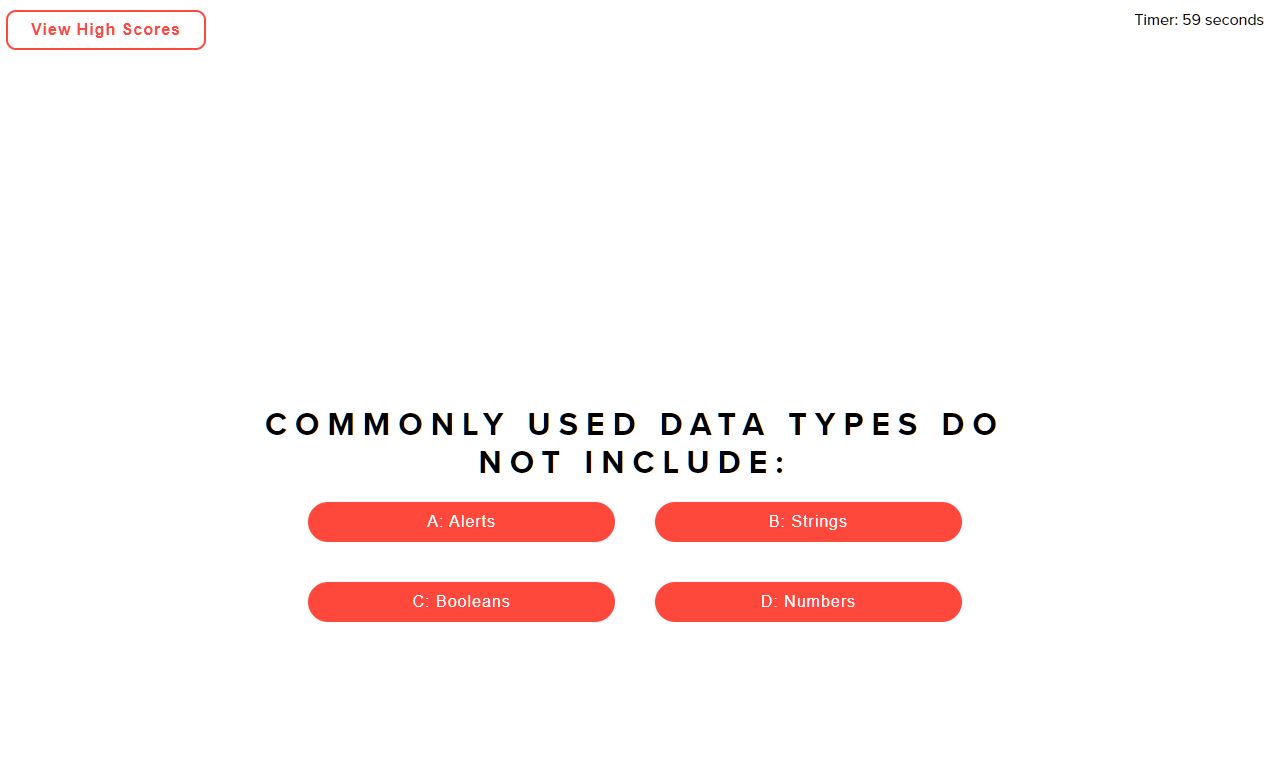 View High Scores
Timer: 59 seconds
COMMONLY USED DATA TYPES DO
NOT INCLUDE:
A: Alerts
B: Strings
C: Booleans
D: Numbers